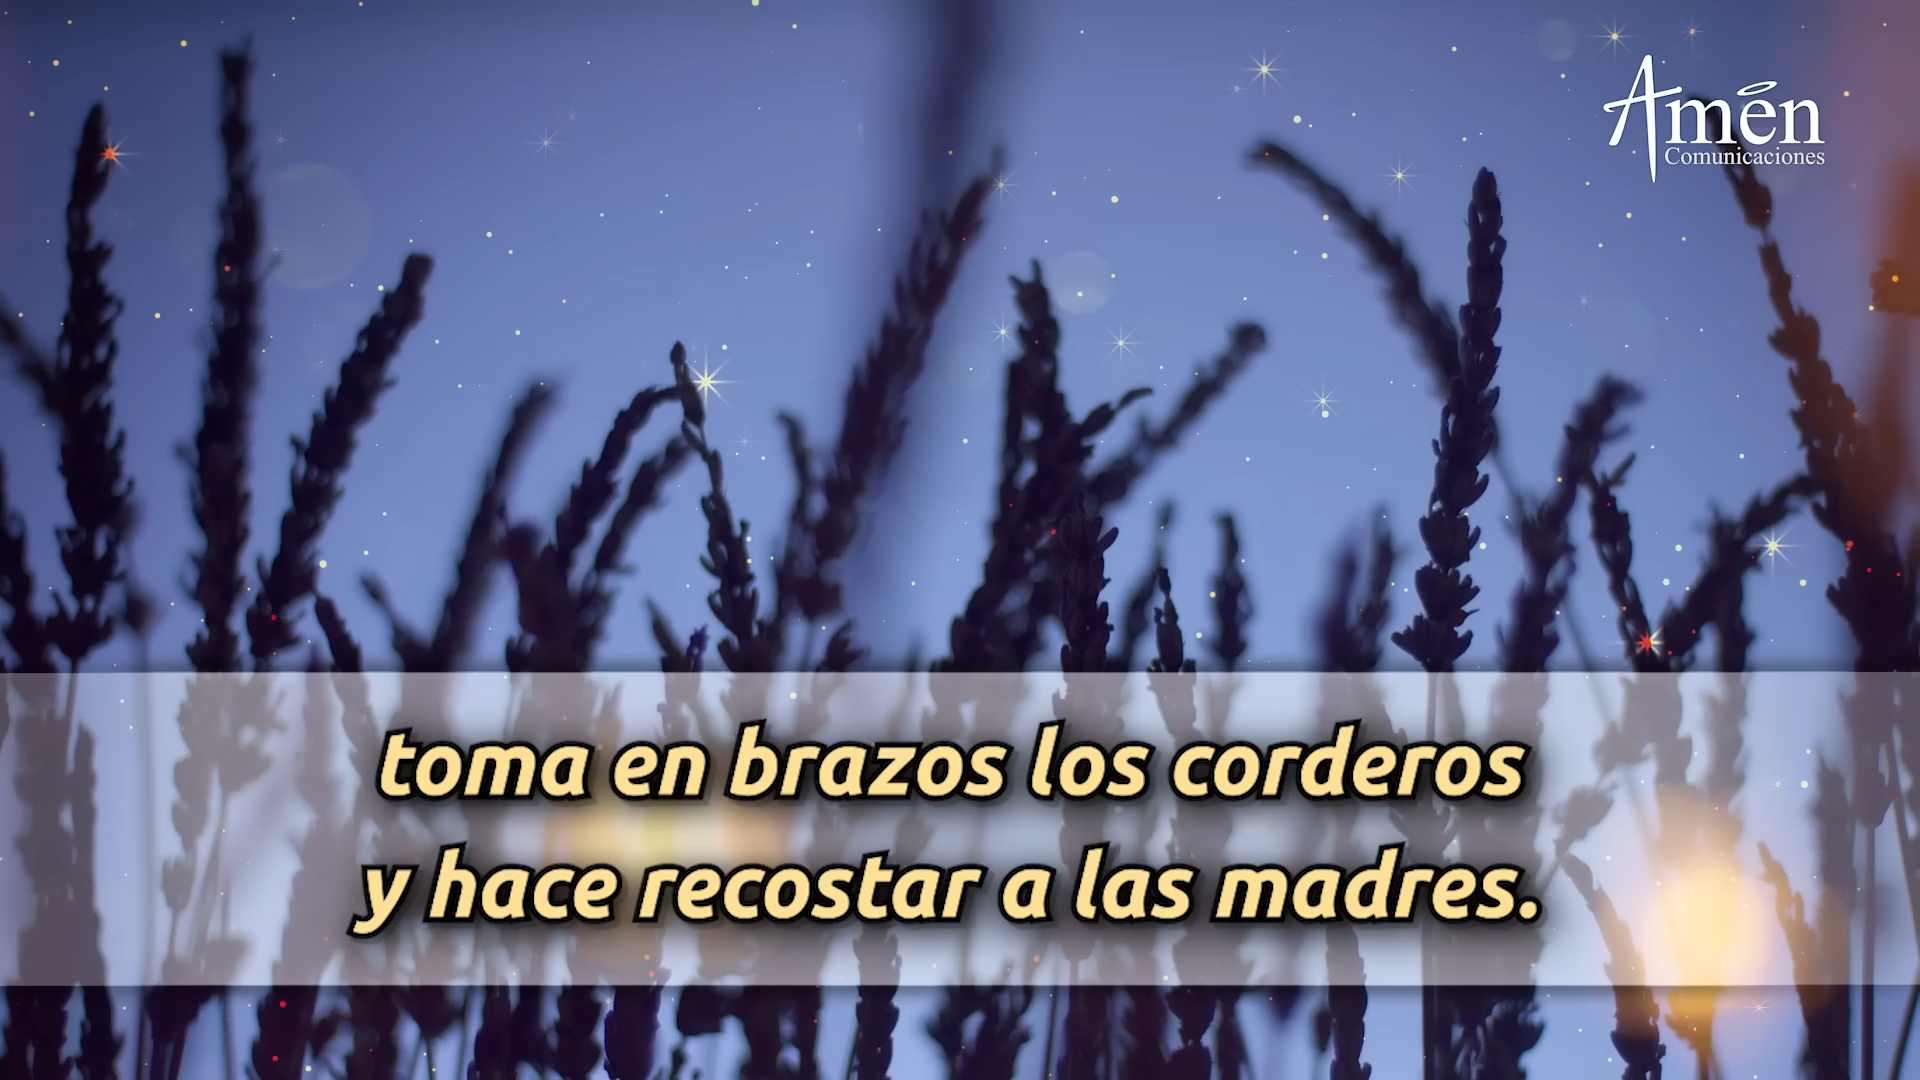 Amén
Comunicaciones
toma en brazos los corderos
y hace recostar a las madres.